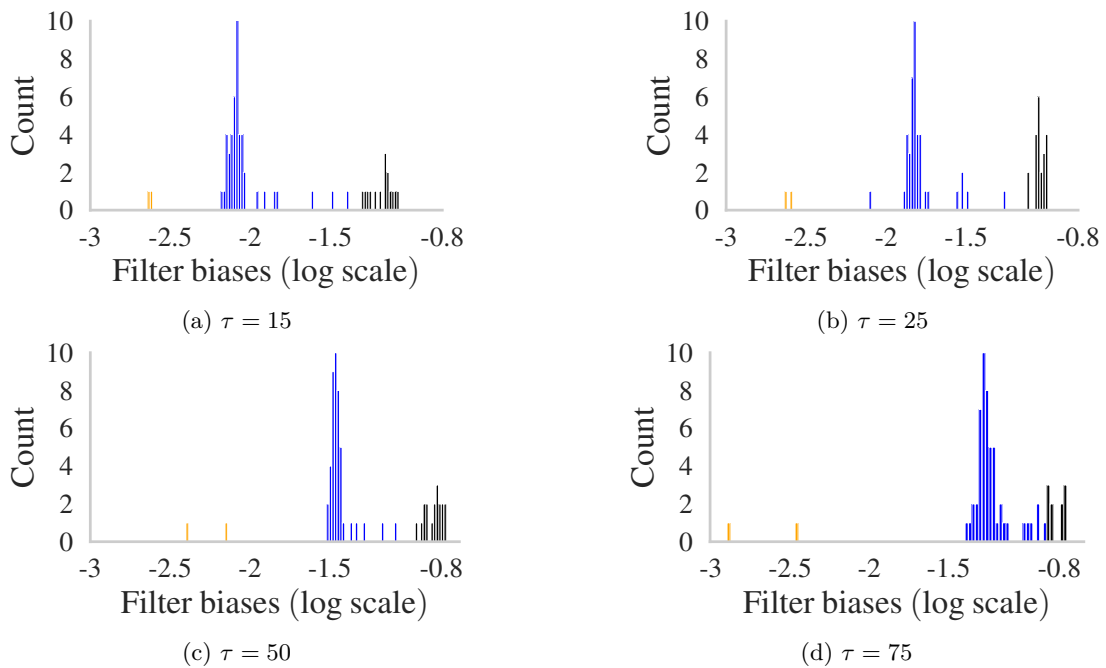 10
8
6
4
2
0
Count
-3 -2.5 -2 -1.5 -0.8
Filter biases (log scale)
(a) τ = 15
10
8
6
4
2
0
Count
-3 -2.5 -2 -1.5 -0.8
Filter biases (log scale)
(b) τ = 25
10
8
6
4
2
0
Count
-3 -2.5 -2 -1.5 -0.8
Filter biases (log scale)
(c) τ = 50
10
8
6
4
2
0
Count
-3 -2.5 -2 -1.5 -0.8
Filter biases (log scale)
(d) τ = 75